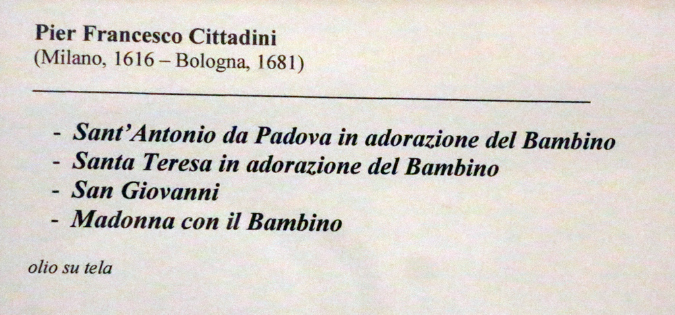 Pier Francesco Cittadini
(Milano, 1616 – Bologna, 1681)
- Sant'Antonio da Padova in adorazione del Bambino
- Santa Teresa in adorazione del Bambino
- San Giovanni
- Madonna con il Bambino
olio su tela